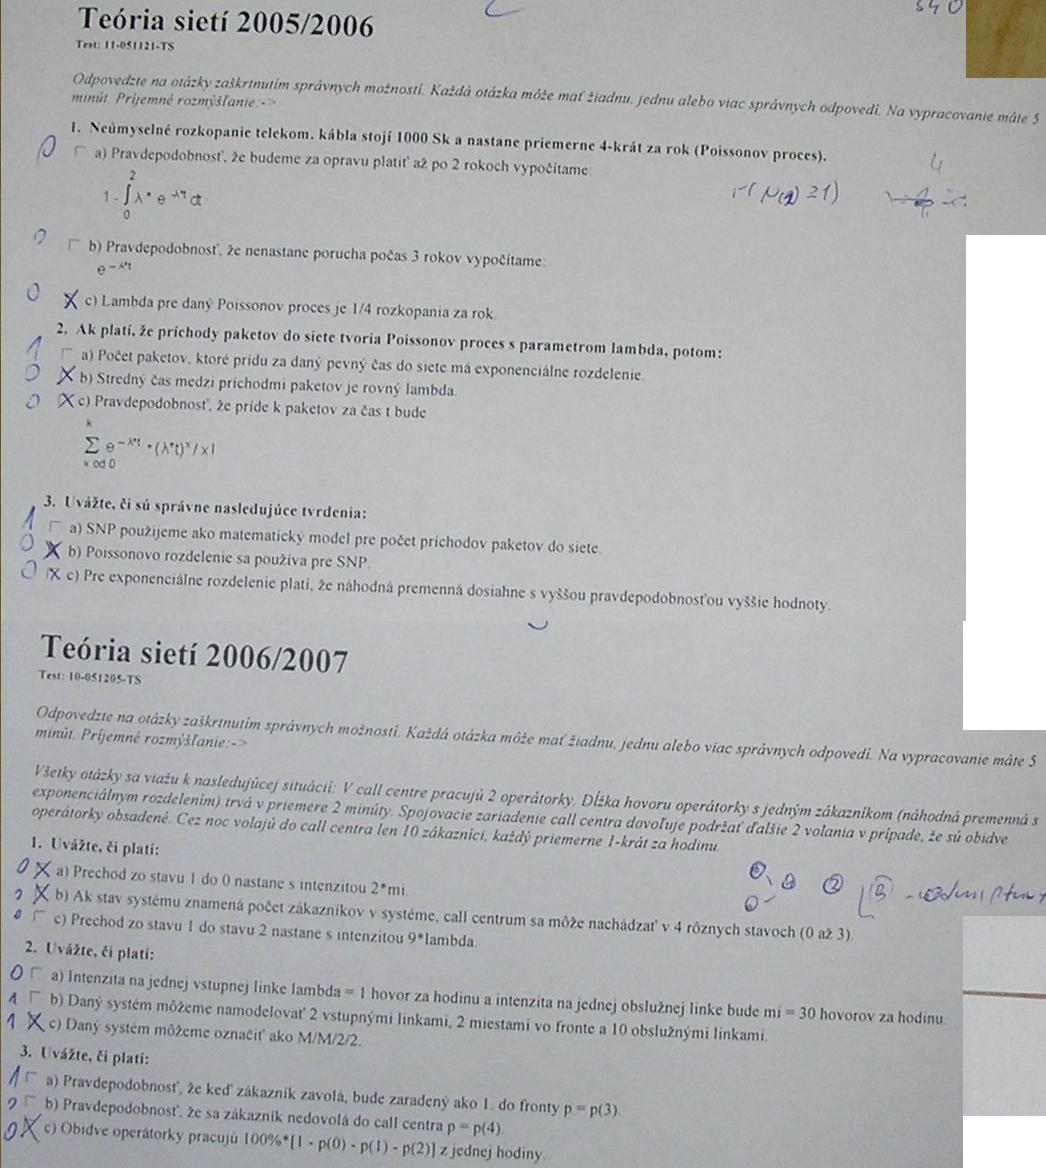 540
Teória sietí 2005/2006
Test: 11-051121-TS
Odpovedzte na otázky zaškrtnutím správnych možností. Každá otázka môže mať žiadnu, jednu alebo viac správnych odpovedí. Na vypracovanie máte 5
minút. Príjemné rozmýšľanie:->
1. Neúmyselné rozkopanie telekom. kábla stojí 1000 Sk a nastane priemerne 4-krát za rok (Poissonov proces).
0 a) Pravdepodobnosť, že budeme za opravu platiť až po 2 rokoch vypočítame:
2
1 - ∫ λ * e -λ*t dt
0
4
0 b) Pravdepodobnosť, že nenastane porucha počas 3 rokov vypočítame:
e -λ*t
0 X c) Lambda pre daný Poissonov proces je 1/4 rozkopania za rok.
2. Ak platí, že príchody paketov do siete tvoria Poissonov proces s parametrom lambda, potom:
1 a) Počet paketov, ktoré prídu za daný pevný čas do siete má exponenciálne rozdelenie.
0 X b) Stredný čas medzi príchodmi paketov je rovný lambda.
0 X c) Pravdepodobnosť, že príde k paketov za čas t bude
k
∑ e -λ*t * (λ*t)x / x!
x od 0
3. Uvážte, či sú správne nasledujúce tvrdenia:
1 a) SNP použijeme ako matematický model pre počet príchodov paketov do siete.
0 X b) Poissonovo rozdelenie sa používa pre SNP.
0 X c) Pre exponenciálne rozdelenie platí, že náhodná premenná dosiahne s vyššou pravdepodobnosťou vyššie hodnoty.
Teória sietí 2006/2007
Test: 10-051205-TS
Odpovedzte na otázky zaškrtnutím správnych možností. Každá otázka môže mať žiadnu, jednu alebo viac správnych odpovedí. Na vypracovanie máte 5
minút. Príjemné rozmýšľanie:->
Všetky otázky sa viažu k nasledujúcej situácií: V call centre pracujú 2 operátorky. Dĺžka hovoru operátorky s jedným zákazníkom (náhodná premenná s
exponenciálnym rozdelením) trvá v priemere 2 minúty. Spojovacie zariadenie call centra dovoľuje podržať ďalšie 2 volania v prípade, že sú obidve
operátorky obsadené. Cez noc volajú do call centra len 10 zákazníci, každý priemerne 1-krát za hodinu.
1. Uvážte, či platí:
0 X a) Prechod zo stavu 1 do 0 nastane s intenzitou 2*mi.
X b) Ak stav systému znamená počet zákazníkov v systéme, call centrum sa môže nachádzať v 4 rôznych stavoch (0 až 3).
0 c) Prechod zo stavu 1 do stavu 2 nastane s intenzitou 9*lambda.
2. Uvážte, či platí:
0 a) Intenzita na jednej vstupnej linke lambda = 1 hovor za hodinu a intenzita na jednej obslužnej linke bude mi = 30 hovorov za hodinu.
1 b) Daný systém môžeme namodelovať 2 vstupnými linkami, 2 miestami vo fronte a 10 obslužnými linkami.
1 X c) Daný systém môžeme označiť ako M/M/2/2.
3. Uvážte, či platí:
1 a) Pravdepodobnosť, že keď zákazník zavolá, bude zaradený ako 1. do fronty p = p(3).
b) Pravdepodobnosť, že sa zákazník nedovolá do call centra p = p(4).
0 X c) Obidve operátorky pracujú 100%*[1 - p(0) - p(1) - p(2)] z jednej hodiny.